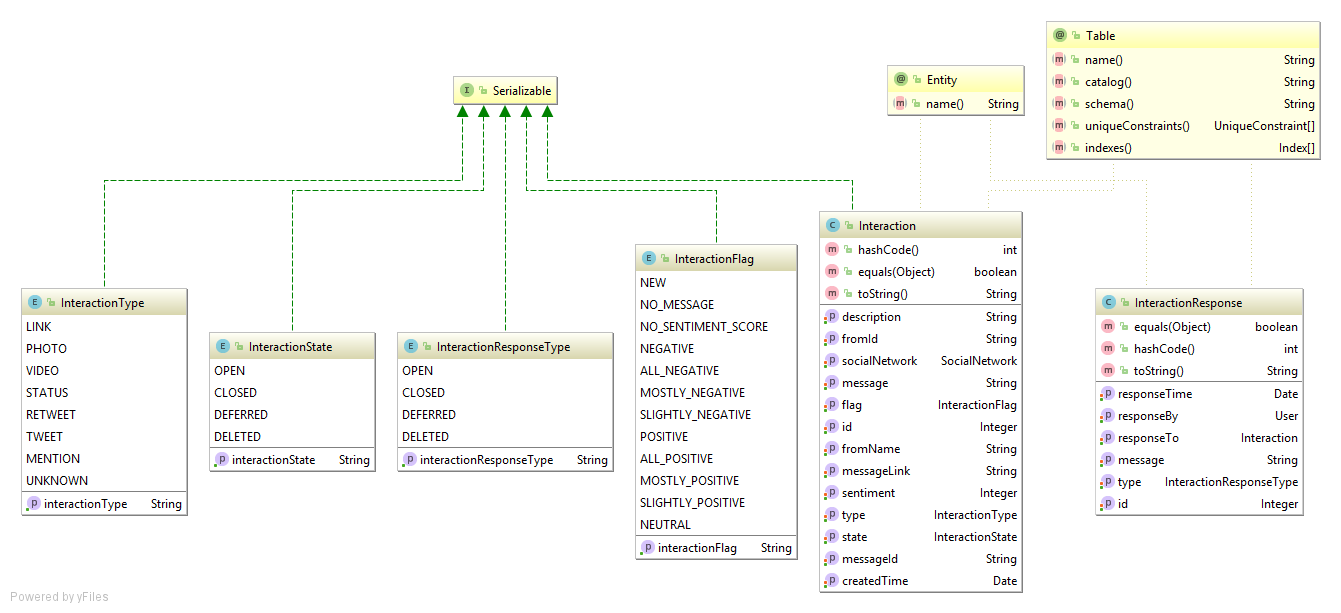 Serializable
@ Entity
m name() String
@ Table
m name() String
m catalog() String
m schema() String
m uniqueConstraints() UniqueConstraint[]
m indexes() Index[]
E InteractionType
LINK
PHOTO
VIDEO
STATUS
RETWEET
TWEET
MENTION
UNKNOWN
p interactionType String
E InteractionState
OPEN
CLOSED
DEFERRED
DELETED
p interactionState String
E InteractionResponseType
OPEN
CLOSED
DEFERRED
DELETED
p interactionResponseType String
E InteractionFlag
NEW
NO_MESSAGE
NO_SENTIMENT_SCORE
NEGATIVE
ALL_NEGATIVE
MOSTLY_NEGATIVE
SLIGHTLY_NEGATIVE
POSITIVE
ALL_POSITIVE
MOSTLY_POSITIVE
SLIGHTLY_POSITIVE
NEUTRAL
p interactionFlag String
C Interaction
m hashCode() int
m equals(Object) boolean
m toString() String
p description String
p fromId String
p socialNetwork SocialNetwork
p message String
p flag InteractionFlag
p id Integer
p fromName String
p messageLink String
p sentiment Integer
p type InteractionType
p state InteractionState
p messageId String
p createdTime Date
C InteractionResponse
m equals(Object) boolean
m hashCode() int
m toString() String
p responseTime Date
p responseBy User
p responseTo Interaction
p message String
p type InteractionResponseType
p id Integer
Powered by yFiles